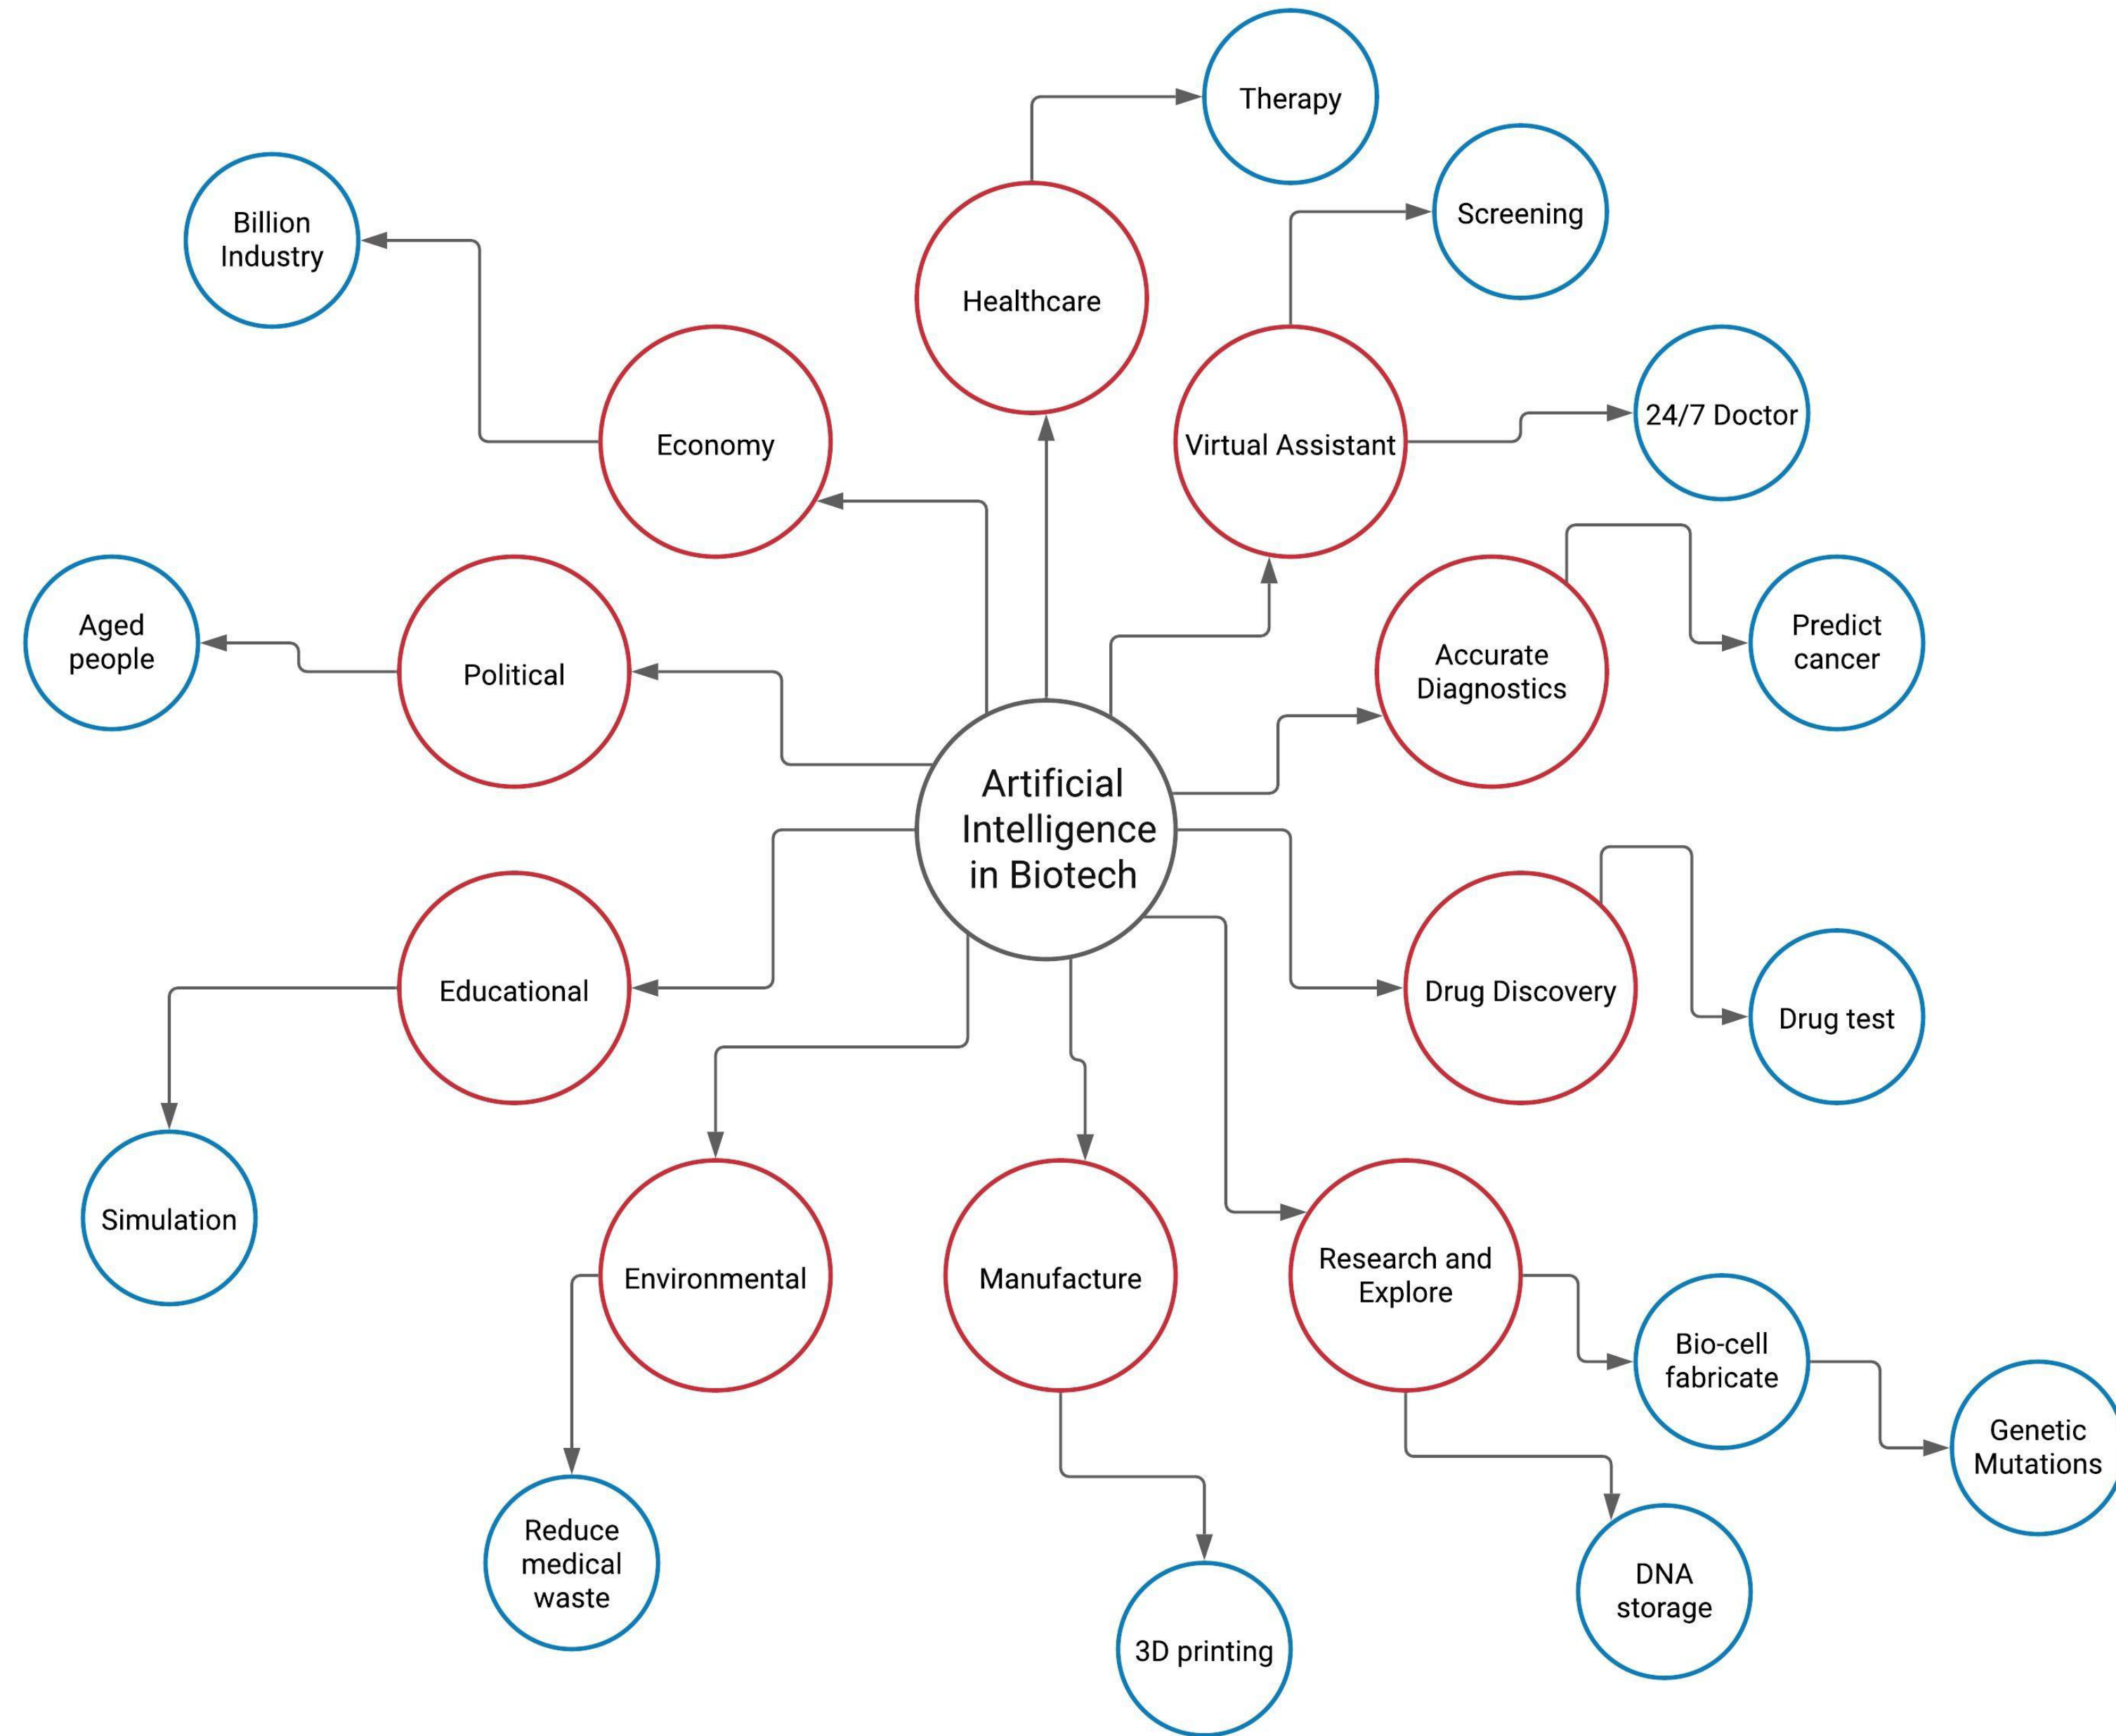 Therapy
Screening
Billion
Industry
Healthcare
24/7 Doctor
Economy
Virtual Assistant
Aged
people
Political
Accurate
Diagnostics
Predict
cancer
Artificial
Intelligence
in Biotech
Educational
Drug Discovery
Drug test
Simulation
Environmental
Manufacture
Research and
Explore
Bio-cell
fabricate
Genetic
Mutations
Reduce
medical
waste
DNA
storage
3D printing